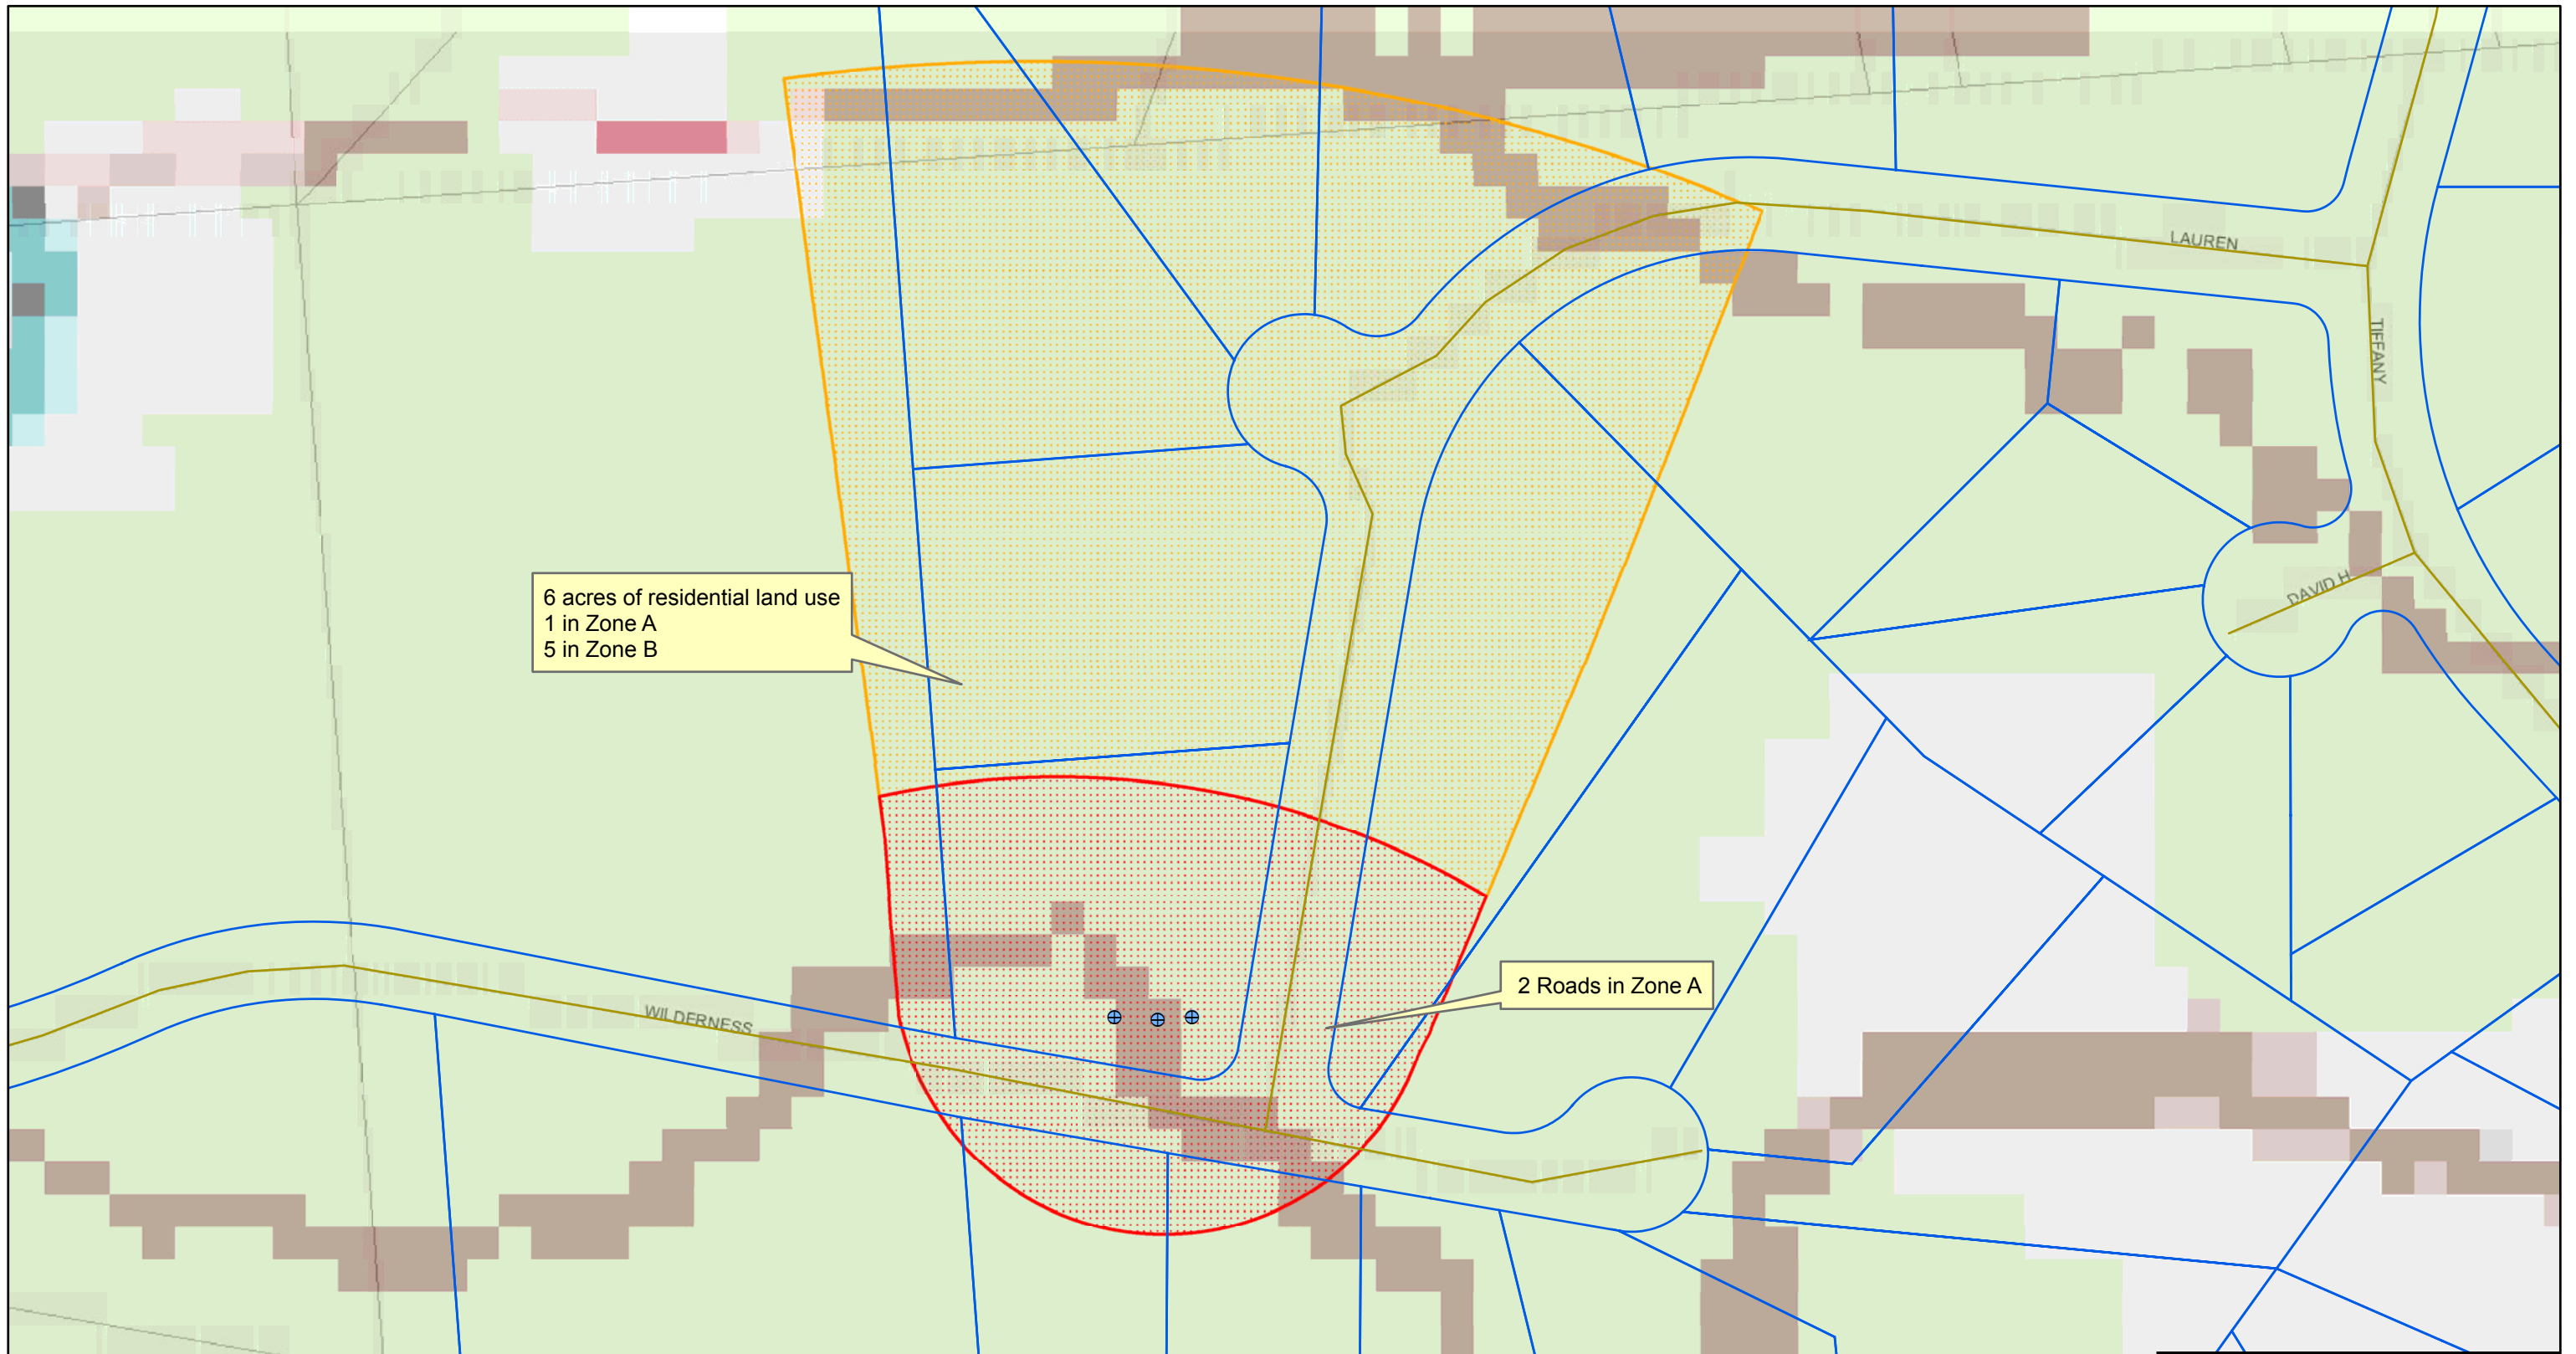 LAUREN
TIFFANY
DAVID H
6 acres of residential land use
1 in Zone A
5 in Zone B
2 Roads in Zone A
WILDERNESS